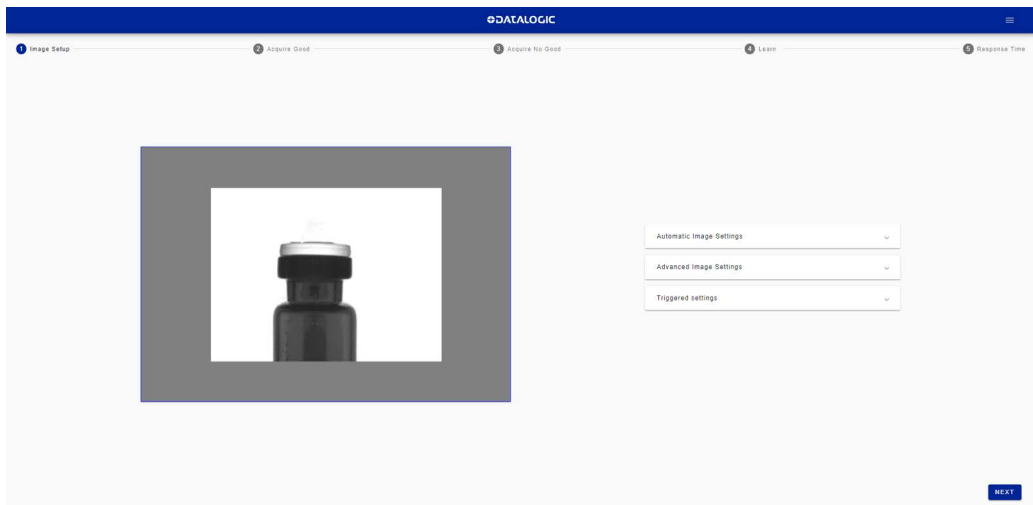 DATALOGIC
1 Image Setup
2 Acquire Good
3 Acquire No Good
4 Learn
5 Response Time
Automatic Image Settings
Advanced Image Settings
Triggered settings
NEXT